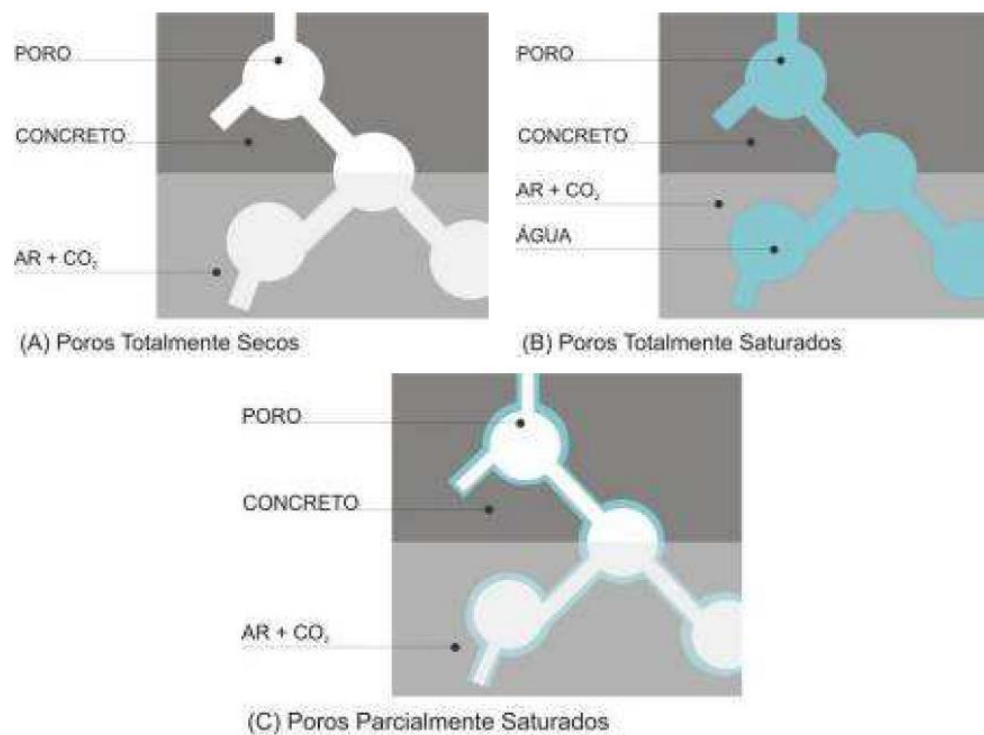 PORO
CONCRETO
AR + CO₂
(A) Poros Totalmente Secos
PORO
CONCRETO
AR + CO₂
ÁGUA
(B) Poros Totalmente Saturados
PORO
CONCRETO
AR + CO₂
(C) Poros Parcialmente Saturados